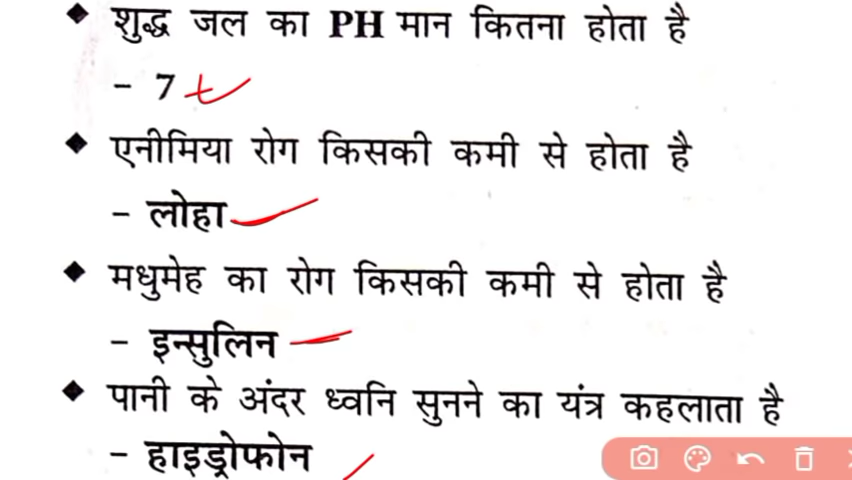 ◆ शुद्ध जल का PH मान कितना होता है
– 7
◆ एनीमिया रोग किसकी कमी से होता है
– लोहा
◆ मधुमेह का रोग किसकी कमी से होता है
– इन्सुलिन
◆ पानी के अंदर ध्वनि सुनने का यंत्र कहलाता है
– हाइड्रोफोन